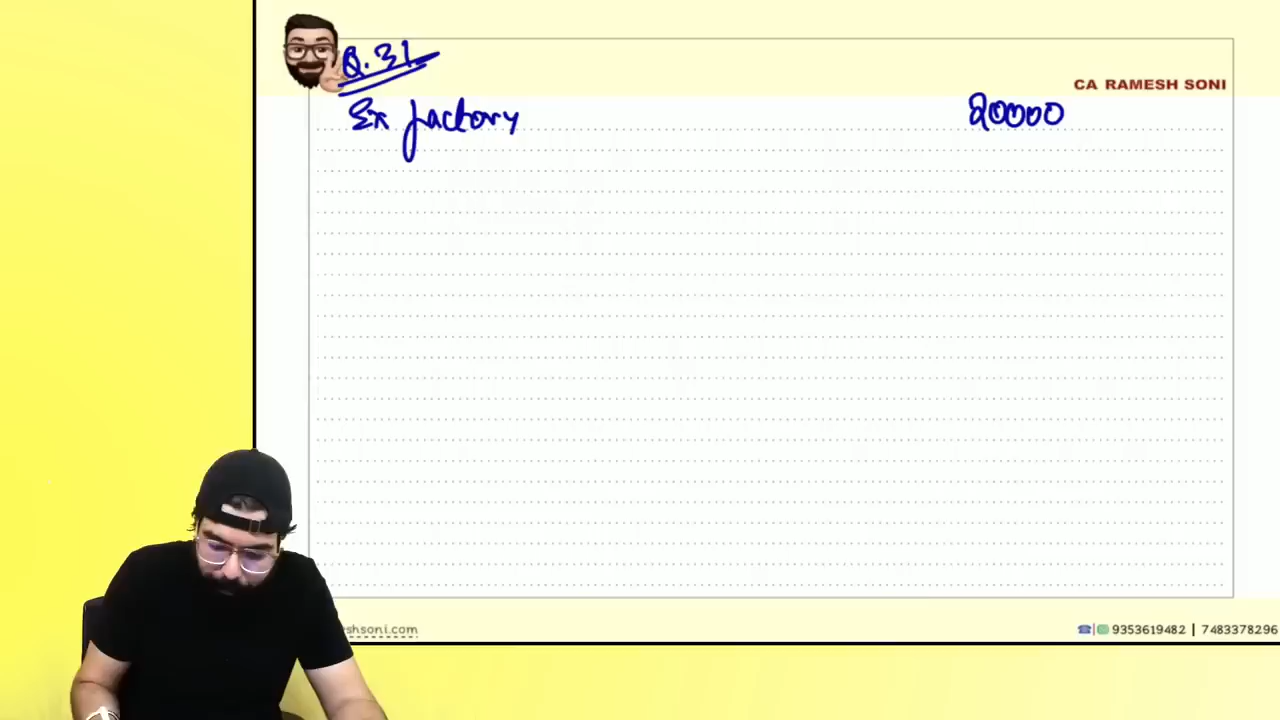 Q.31
CA RAMESH SONI
Ex factory 20000
shsoni.com
9353619482 | 7483378296